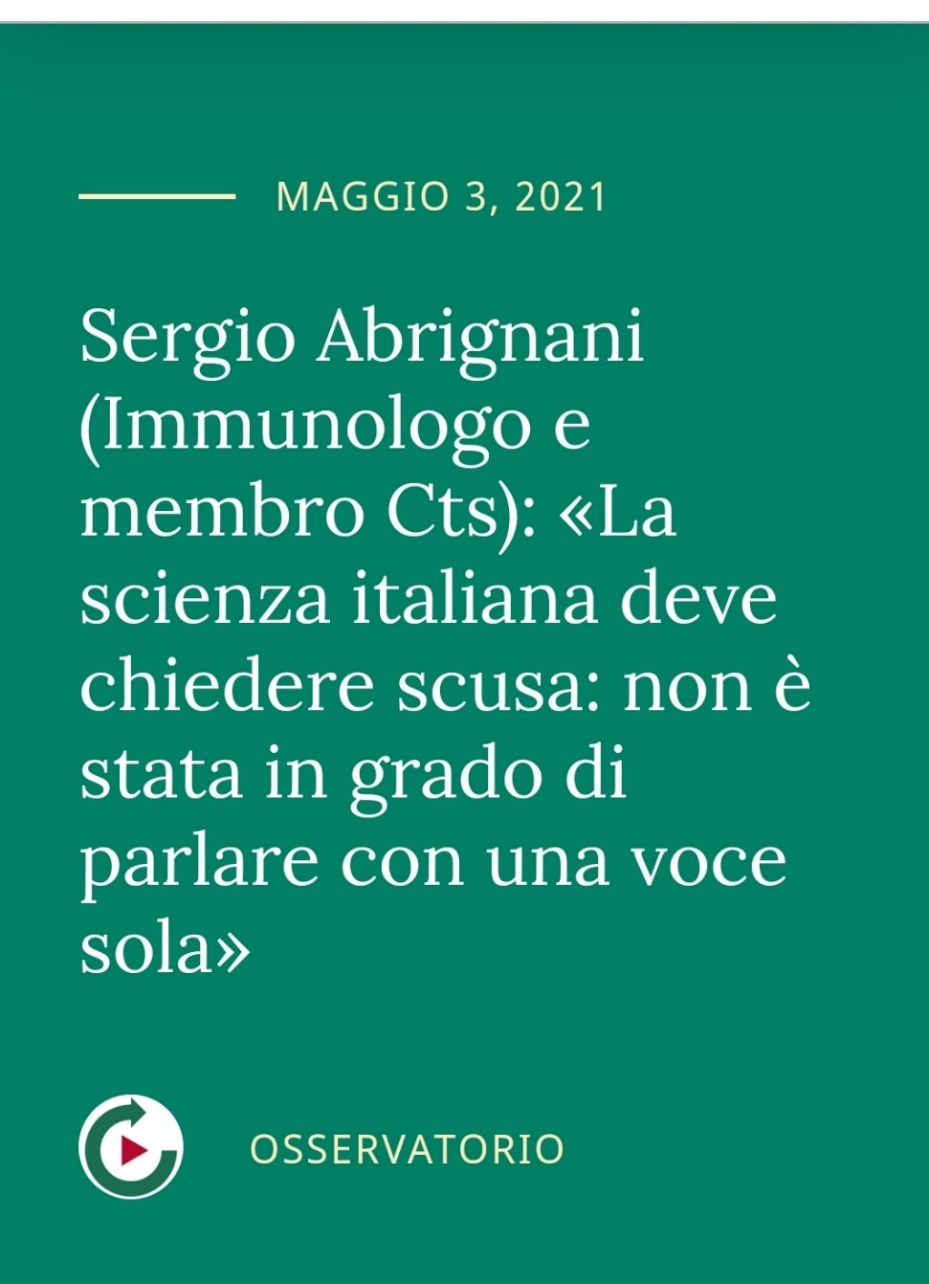 MAGGIO 3, 2021
Sergio Abrignani
(Immunologo e
membro Cts): «La
scienza italiana deve
chiedere scusa: non è
stata in grado di
parlare con una voce
sola»
OSSERVATORIO